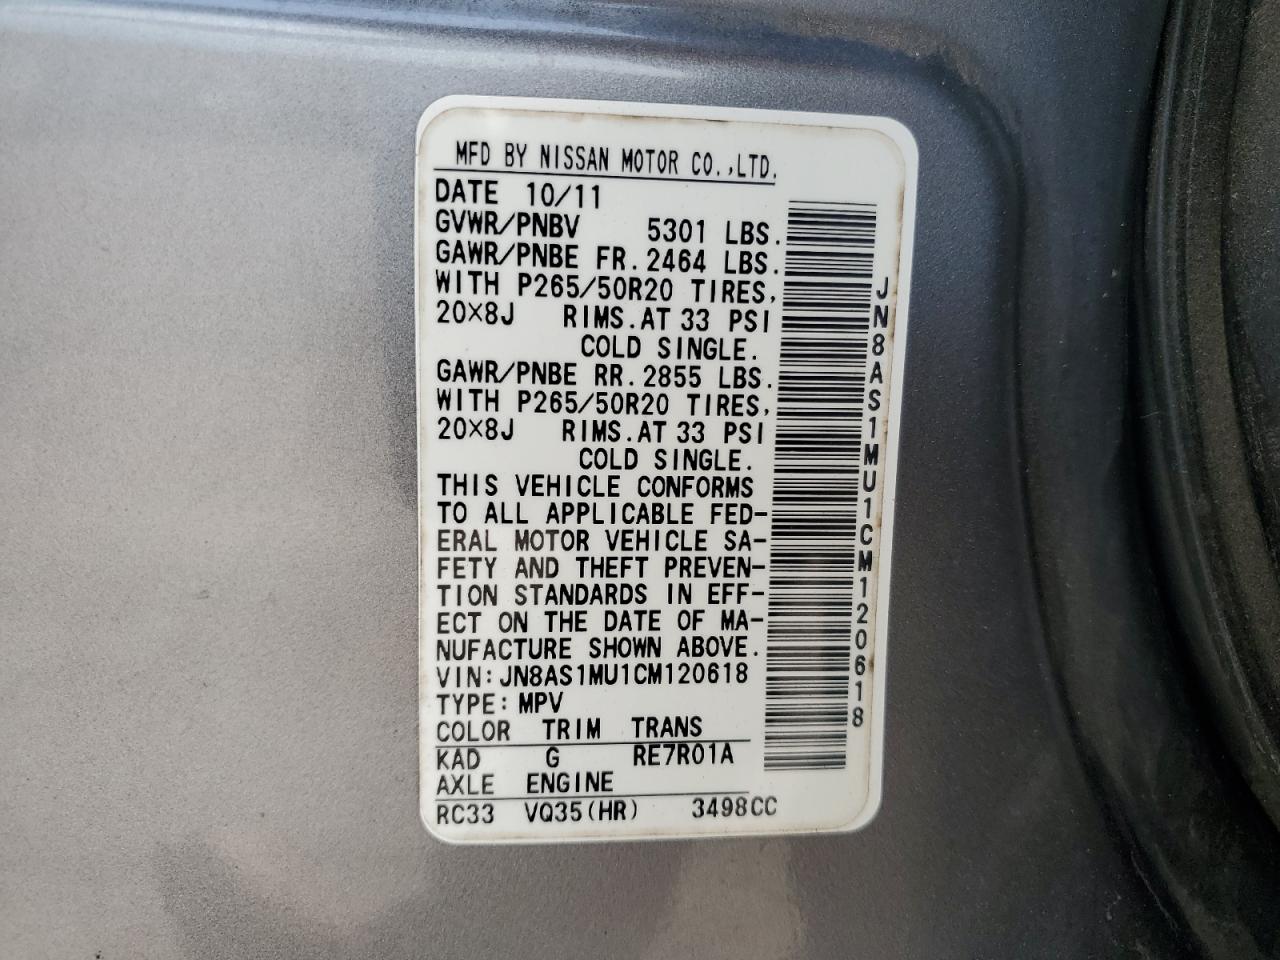 MFD BY NISSAN MOTOR CO.,LTD.
DATE 10/11
GVWR/PNBV 5301 LBS.
GAWR/PNBE FR. 2464 LBS.
WITH P265/50R20 TIRES,
20×8J RIMS. AT 33 PSI
COLD SINGLE.
GAWR/PNBE RR. 2855 LBS.
WITH P265/50R20 TIRES,
20×8J RIMS. AT 33 PSI
COLD SINGLE.
THIS VEHICLE CONFORMS
TO ALL APPLICABLE FED-
ERAL MOTOR VEHICLE SA-
FETY AND THEFT PREVEN-
TION STANDARDS IN EFF-
ECT ON THE DATE OF MA-
NUFACTURE SHOWN ABOVE.
VIN: JN8AS1MU1CM120618
TYPE: MPV
COLOR TRIM TRANS
KAD G RE7R01A
AXLE ENGINE
RC33 VQ35(HR) 3498CC
JN8AS1MU1CM120618